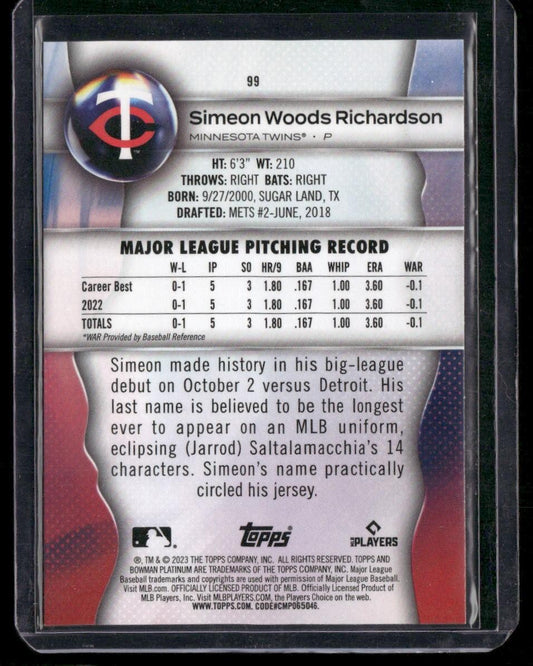 99
TC
Simeon Woods Richardson
MINNESOTA TWINS® · P
HT: 6'3" WT: 210
THROWS: RIGHT BATS: RIGHT
BORN: 9/27/2000, SUGAR LAND, TX
DRAFTED: METS #2-JUNE, 2018
MAJOR LEAGUE PITCHING RECORD
W-L IP SO HR/9 BAA WHIP ERA WAR
Career Best 0-1 5 3 1.80 .167 1.00 3.60 -0.1
2022 0-1 5 3 1.80 .167 1.00 3.60 -0.1
TOTALS 0-1 5 3 1.80 .167 1.00 3.60 -0.1
*WAR Provided by Baseball Reference
Simeon made history in his big-league
debut on October 2 versus Detroit. His
last name is believed to be the longest
ever to appear on an MLB uniform,
eclipsing (Jarrod) Saltalamacchia's 14
characters. Simeon's name practically
circled his jersey.
topps
MLB PLAYERS
®, TM & © 2023 THE TOPPS COMPANY, INC. ALL RIGHTS RESERVED. TOPPS AND
BOWMAN PLATINUM ARE TRADEMARKS OF THE TOPPS COMPANY, INC. Major League
Baseball trademarks and copyrights are used with permission of Major League Baseball.
Visit MLB.com. OFFICIALLY LICENSED PRODUCT OF MLB. Officially Licensed Product of
MLB Players, Inc. Visit MLBPLAYERS.com, the Players Choice on the web.
WWW.TOPPS.COM. CODE#CMP065046.